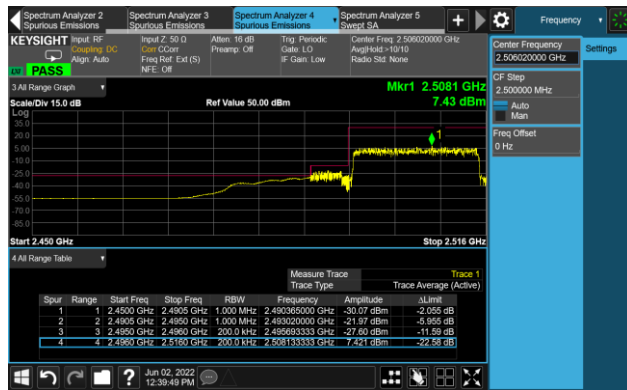 Spectrum Analyzer 2
Spurious Emissions
Spectrum Analyzer 3
Spurious Emissions
Spectrum Analyzer 4
Spurious Emissions
Spectrum Analyzer 5
Swept SA
Frequency
KEYSIGHT
Input: RF
Coupling: DC
Align: Auto
Input Z: 50 Ω
Corr CCorr
Freq Ref: Ext (S)
NFE: Off
Atten: 16 dB
Preamp: Off
Trig: Periodic
Gate: LO
IF Gain: Low
Center Freq: 2.506020000 GHz
Avg|Hold:>10/10
Radio Std: None
PASS
Center Frequency
2.506020000 GHz
Settings
CF Step
2.500000 MHz
Auto
Man
Freq Offset
0 Hz
3 All Range Graph
Mkr1 2.5081 GHz
7.43 dBm
Scale/Div 15.0 dB
Ref Value 50.00 dBm
Log
35.0
20.0
5.00
-10.0
-25.0
-40.0
-55.0
-70.0
-85.0
1
Start 2.450 GHz
Stop 2.516 GHz
4 All Range Table
Measure Trace Trace 1
Trace Type Trace Average (Active)
Spur Range Start Freq Stop Freq RBW Frequency Amplitude ΔLimit
1 1 2.4500 GHz 2.4905 GHz 1.000 MHz 2.490365000 GHz -30.07 dBm -2.055 dB
2 2 2.4905 GHz 2.4950 GHz 1.000 MHz 2.493020000 GHz -21.97 dBm -5.955 dB
3 3 2.4950 GHz 2.4960 GHz 200.0 kHz 2.495693333 GHz -27.60 dBm -11.59 dB
4 4 2.4960 GHz 2.5160 GHz 200.0 kHz 2.508133333 GHz 7.421 dBm -22.58 dB
Jun 02, 2022
12:39:49 PM